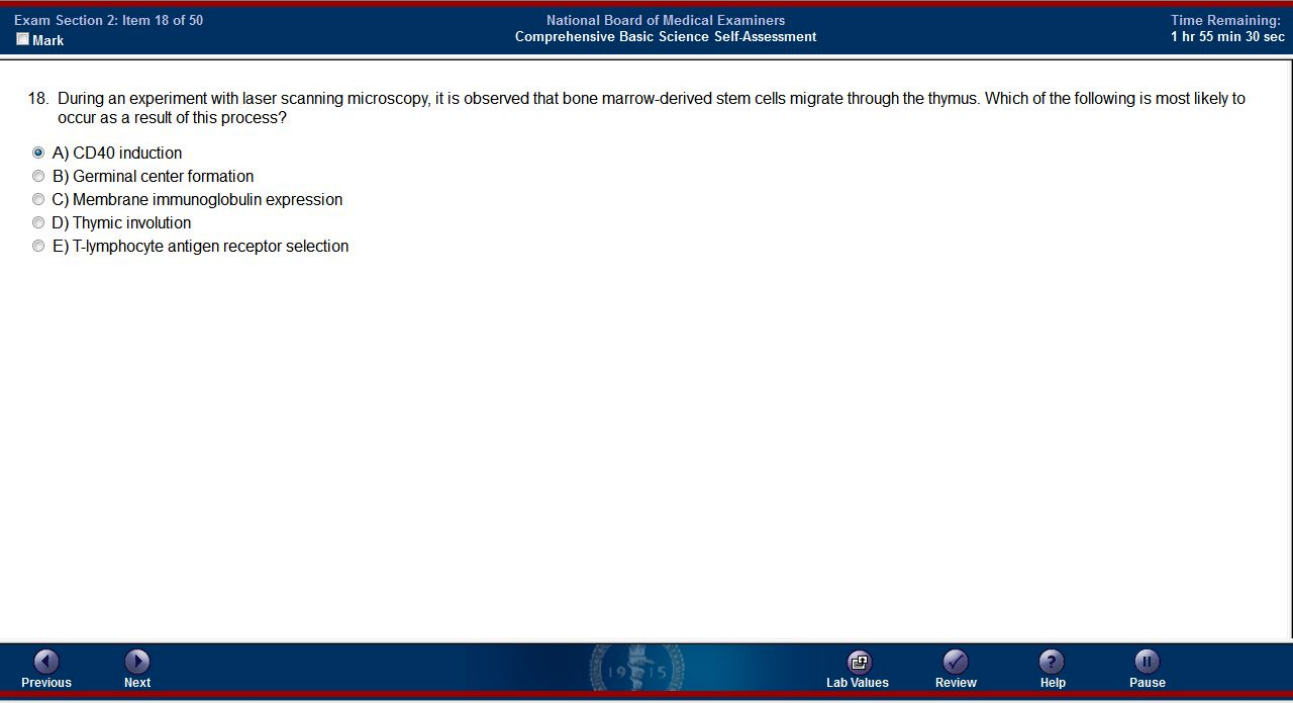 Exam Section 2: Item 18 of 50
National Board of Medical Examiners
Time Remaining:
Mark
Comprehensive Basic Science Self-Assessment
1 hr 55 min 30 sec
18. During an experiment with laser scanning microscopy, it is observed that bone marrow-derived stem cells migrate through the thymus. Which of the following is most likely to
occur as a result of this process?
A) CD40 induction
B) Germinal center formation
C) Membrane immunoglobulin expression
D) Thymic involution
E) T-lymphocyte antigen receptor selection
1915
Previous
Next
Lab Values
Review
Help
Pause